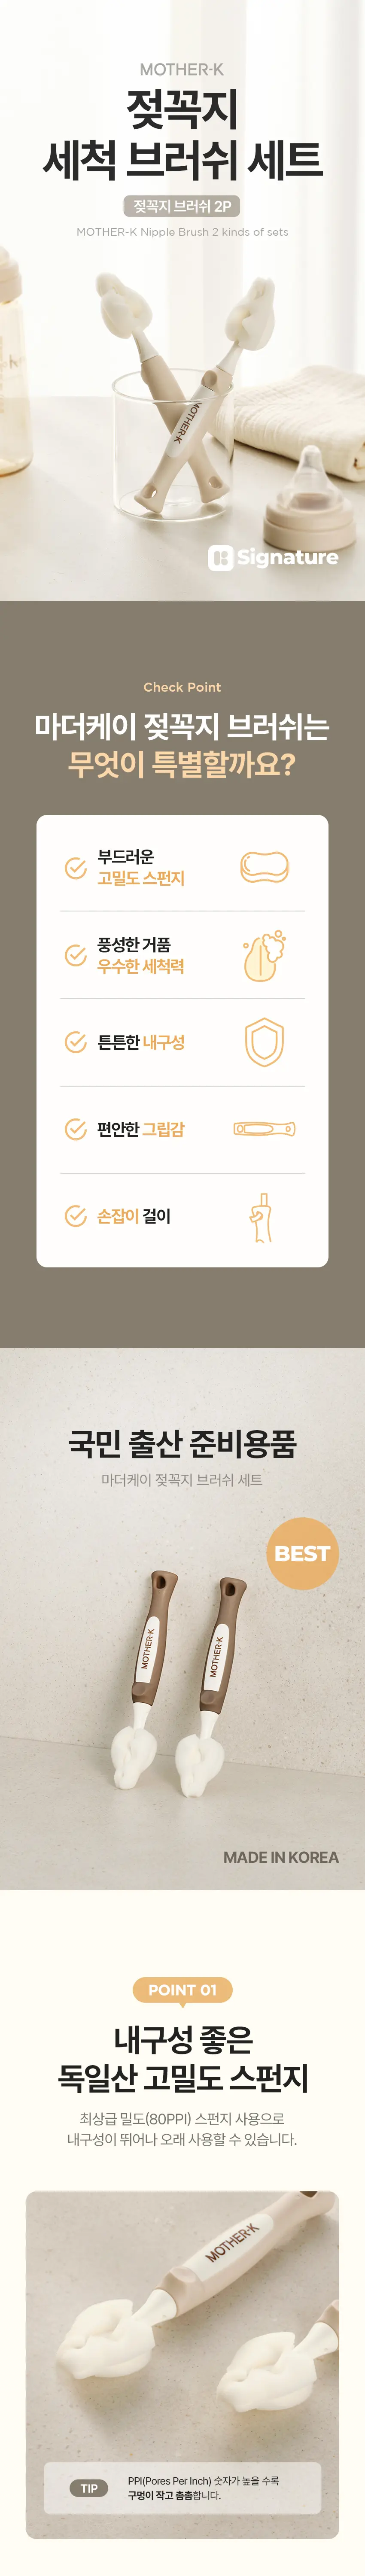 MOTHER-K
젖꼭지
세척 브러쉬 세트
젖꼭지 브러쉬 2P
MOTHER-K Nipple Brush 2 kinds of sets
MOTHER-K
Signature
Check Point
마더케이 젖꼭지 브러쉬는
무엇이 특별할까요?
부드러운
고밀도 스펀지
풍성한 거품
우수한 세척력
튼튼한 내구성
편안한 그립감
손잡이 걸이
국민 출산 준비용품
마더케이 젖꼭지 브러쉬 세트
BEST
MOTHER-K
MOTHER-K
MADE IN KOREA
POINT 01
내구성 좋은
독일산 고밀도 스펀지
최상급 밀도(80PPI) 스펀지 사용으로
내구성이 뛰어나 오래 사용할 수 있습니다.
MOTHER-K
TIP
PPI(Pores Per Inch) 숫자가 높을 수록
구멍이 작고 촘촘합니다.